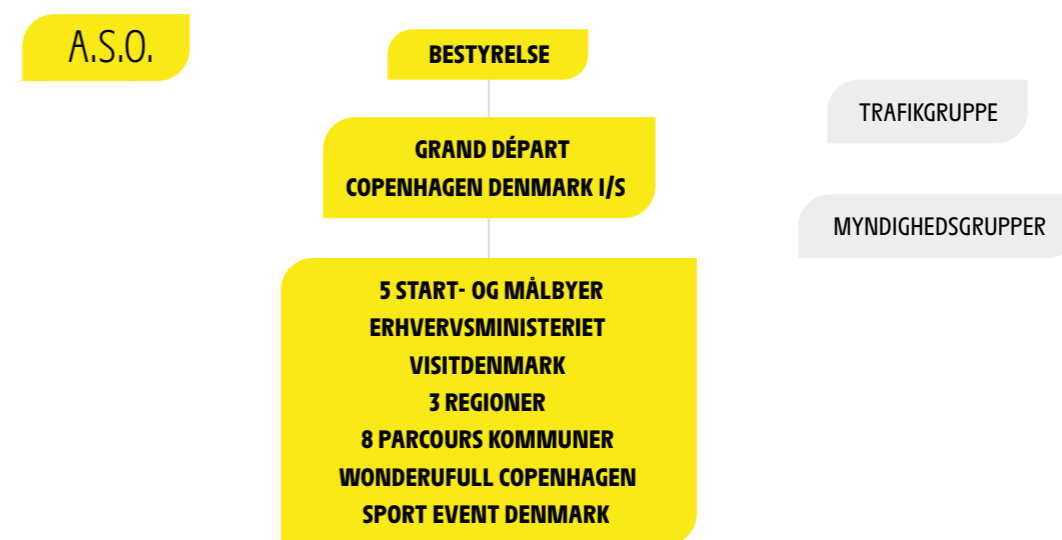 A.S.O.
BESTYRELSE
GRAND DÉPART
COPENHAGEN DENMARK I/S
TRAFIKGRUPPE
MYNDIGHEDSGRUPPER
5 START- OG MÅLBYER
ERHVERVSMINISTERIET
VISITDENMARK
3 REGIONER
8 PARCOURS KOMMUNER
WONDERUFULL COPENHAGEN
SPORT EVENT DENMARK